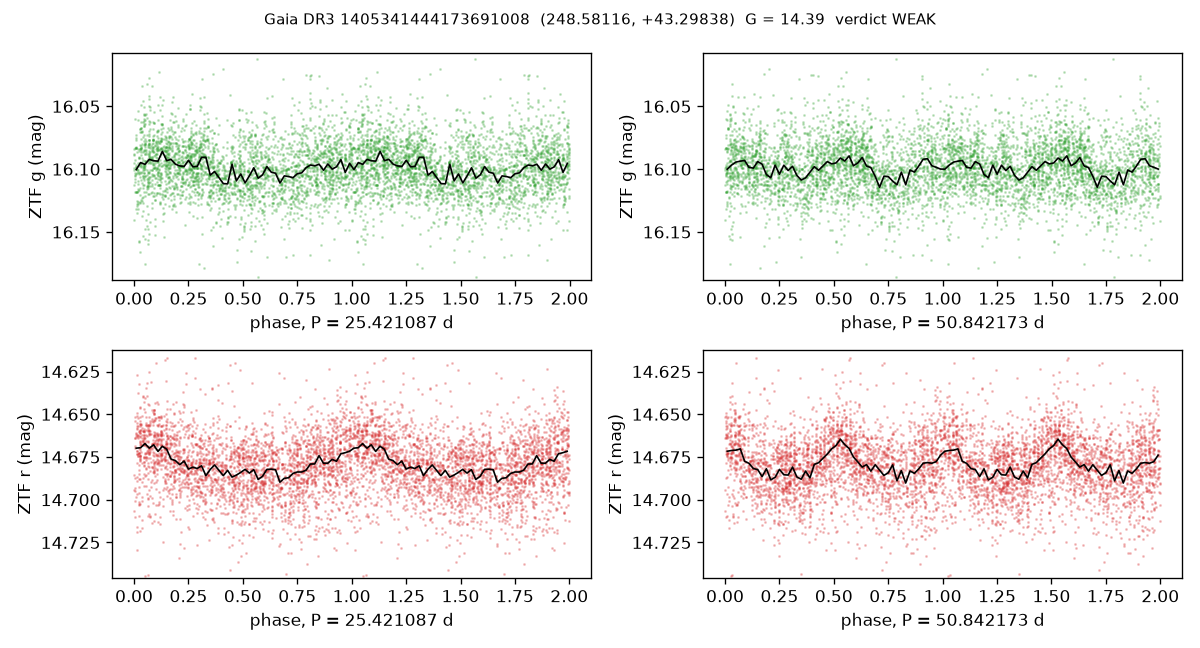 Gaia DR3 1405341444173691008  (248.58116, +43.29838)  G = 14.39  verdict WEAK
ZTF g (mag)
16.05
16.10
16.15
0.00 0.25 0.50 0.75 1.00 1.25 1.50 1.75 2.00
phase, P = 25.421087 d
ZTF g (mag)
16.05
16.10
16.15
0.00 0.25 0.50 0.75 1.00 1.25 1.50 1.75 2.00
phase, P = 50.842173 d
ZTF r (mag)
14.625
14.650
14.675
14.700
14.725
0.00 0.25 0.50 0.75 1.00 1.25 1.50 1.75 2.00
phase, P = 25.421087 d
ZTF r (mag)
14.625
14.650
14.675
14.700
14.725
0.00 0.25 0.50 0.75 1.00 1.25 1.50 1.75 2.00
phase, P = 50.842173 d